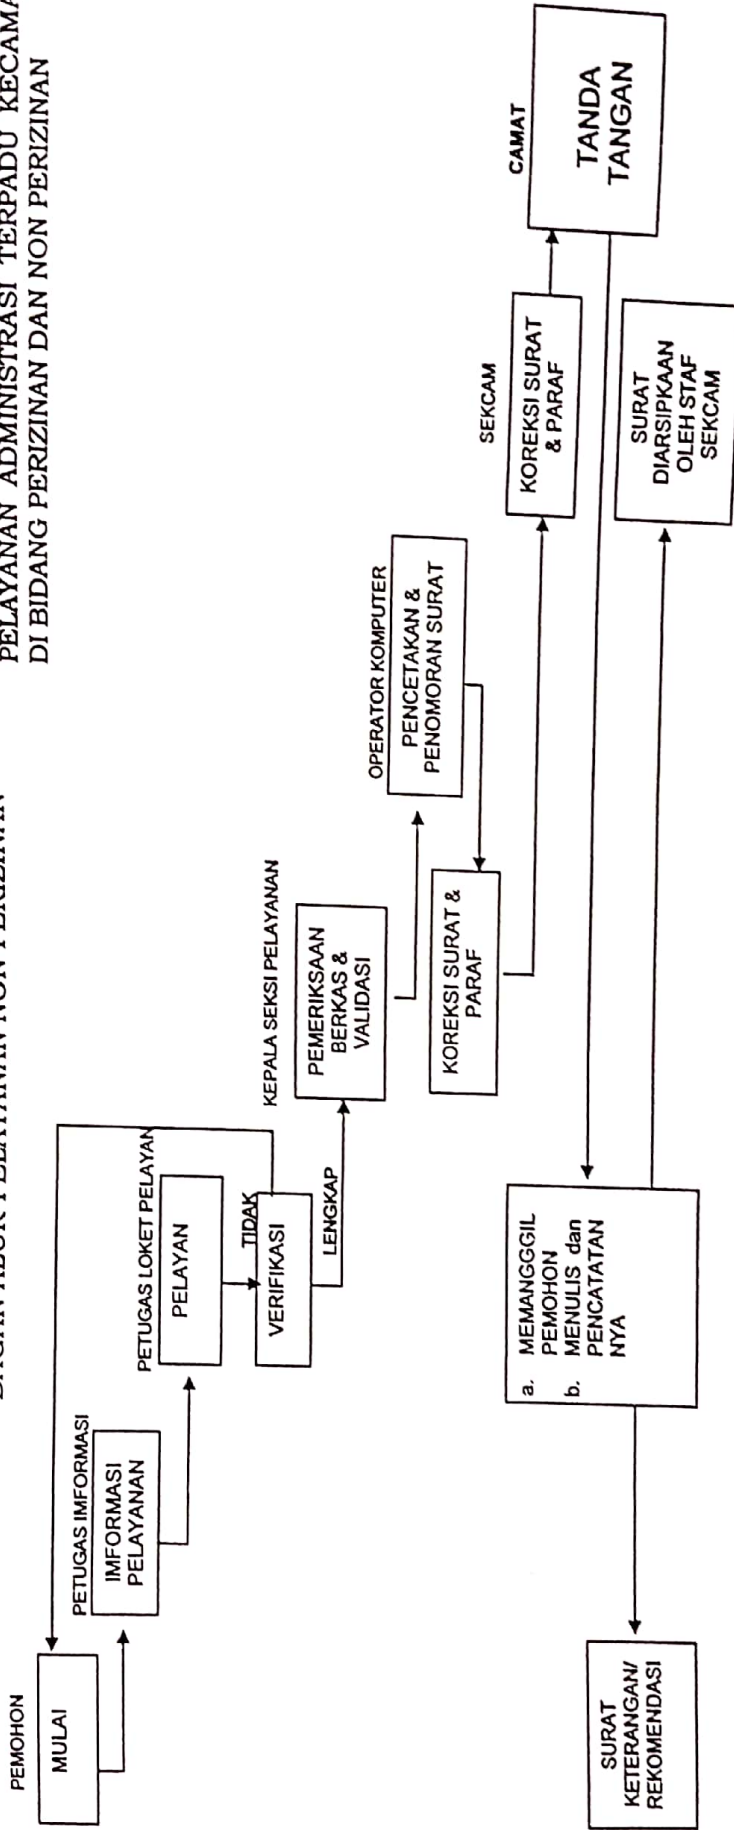 PELAYANAN ADMINISTRASI TERPADU
DI BIDANG PERIZINAN DAN NON PERIZINAN
PEMOHON
MULAI
PETUGAS IMFORMASI
IMFORMASI
PELAYANAN
PETUGAS LOKET PELAYAN
PELAYAN
TIDAK
VERIFIKASI
LENGKAP
KEPALA SEKSI PELAYANAN
PEMERIKSAAN
BERKAS &
VALIDASI
OPERATOR KOMPUTER
PENCETAKAN &
PENOMORAN SURAT
KOREKSI SURAT &
PARAF
SEKCAM
KOREKSI SURAT
& PARAF
CAMAT
TANDA
TANGAN
SURAT
KETERANGAN/
REKOMENDASI
a. MEMANGGGIL
PEMOHON
b. MENULIS dan
PENCATATAN
NYA
SURAT
DIARSIPKAAN
OLEH STAF
SEKCAM